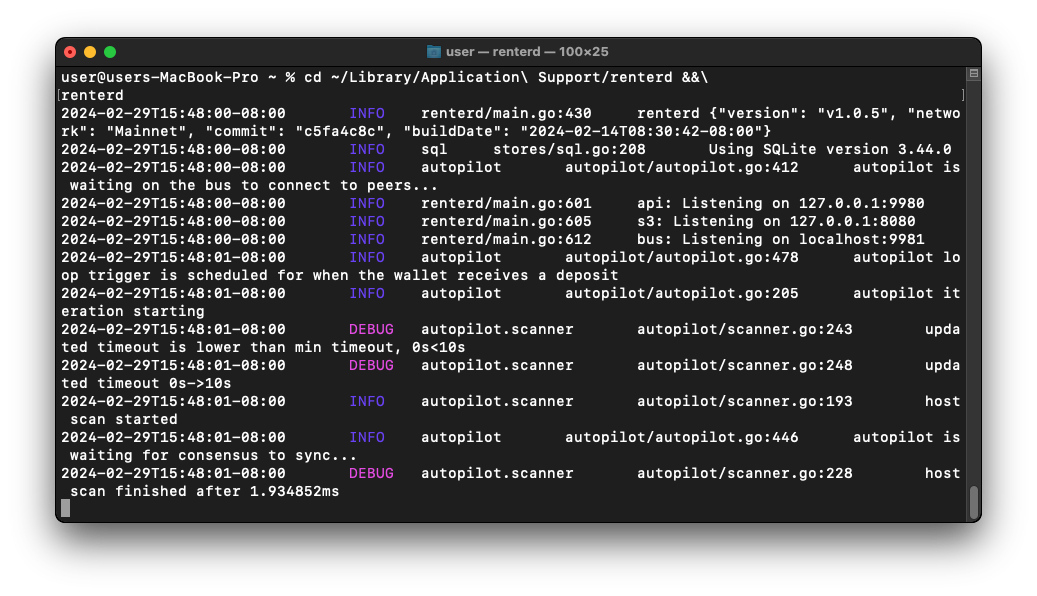 user — renterd — 100×25
user@users-MacBook-Pro ~ % cd ~/Library/Application\ Support/renterd &&\
[renterd ]
2024-02-29T15:48:00-08:00 INFO renterd/main.go:430 renterd {"version": "v1.0.5", "netwo
rk": "Mainnet", "commit": "c5fa4c8c", "buildDate": "2024-02-14T08:30:42-08:00"}
2024-02-29T15:48:00-08:00 INFO sql stores/sql.go:208 Using SQLite version 3.44.0
2024-02-29T15:48:00-08:00 INFO autopilot autopilot/autopilot.go:412 autopilot is
waiting on the bus to connect to peers...
2024-02-29T15:48:00-08:00 INFO renterd/main.go:601 api: Listening on 127.0.0.1:9980
2024-02-29T15:48:00-08:00 INFO renterd/main.go:605 s3: Listening on 127.0.0.1:8080
2024-02-29T15:48:00-08:00 INFO renterd/main.go:612 bus: Listening on localhost:9981
2024-02-29T15:48:01-08:00 INFO autopilot autopilot/autopilot.go:478 autopilot lo
op trigger is scheduled for when the wallet receives a deposit
2024-02-29T15:48:01-08:00 INFO autopilot autopilot/autopilot.go:205 autopilot it
eration starting
2024-02-29T15:48:01-08:00 DEBUG autopilot.scanner autopilot/scanner.go:243 upda
ted timeout is lower than min timeout, 0s<10s
2024-02-29T15:48:01-08:00 DEBUG autopilot.scanner autopilot/scanner.go:248 upda
ted timeout 0s->10s
2024-02-29T15:48:01-08:00 INFO autopilot.scanner autopilot/scanner.go:193 host
scan started
2024-02-29T15:48:01-08:00 INFO autopilot autopilot/autopilot.go:446 autopilot is
waiting for consensus to sync...
2024-02-29T15:48:01-08:00 DEBUG autopilot.scanner autopilot/scanner.go:228 host
scan finished after 1.934852ms